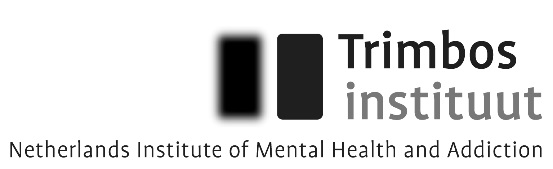 Trimbos
instituut
Netherlands Institute of Mental Health and Addiction